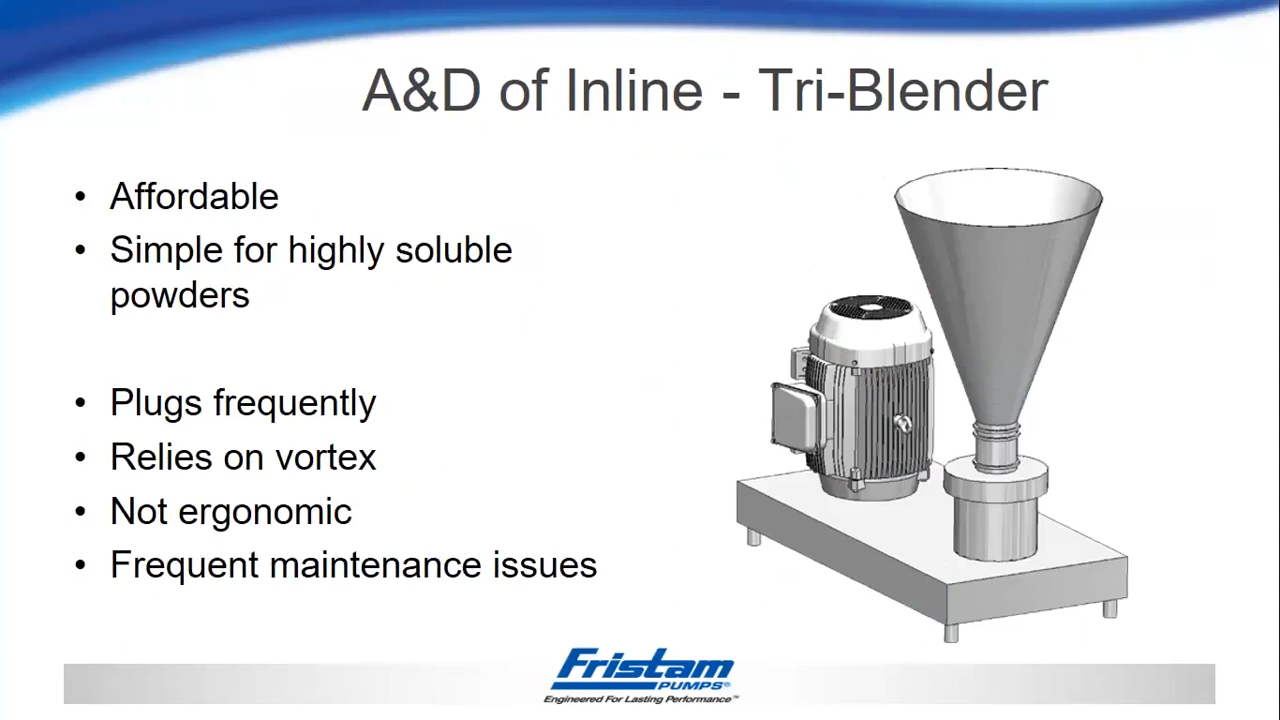 A&D of Inline - Tri-Blender
• Affordable
• Simple for highly soluble
powders
• Plugs frequently
• Relies on vortex
• Not ergonomic
• Frequent maintenance issues
Fristam
PUMPS®
Engineered For Lasting Performance™